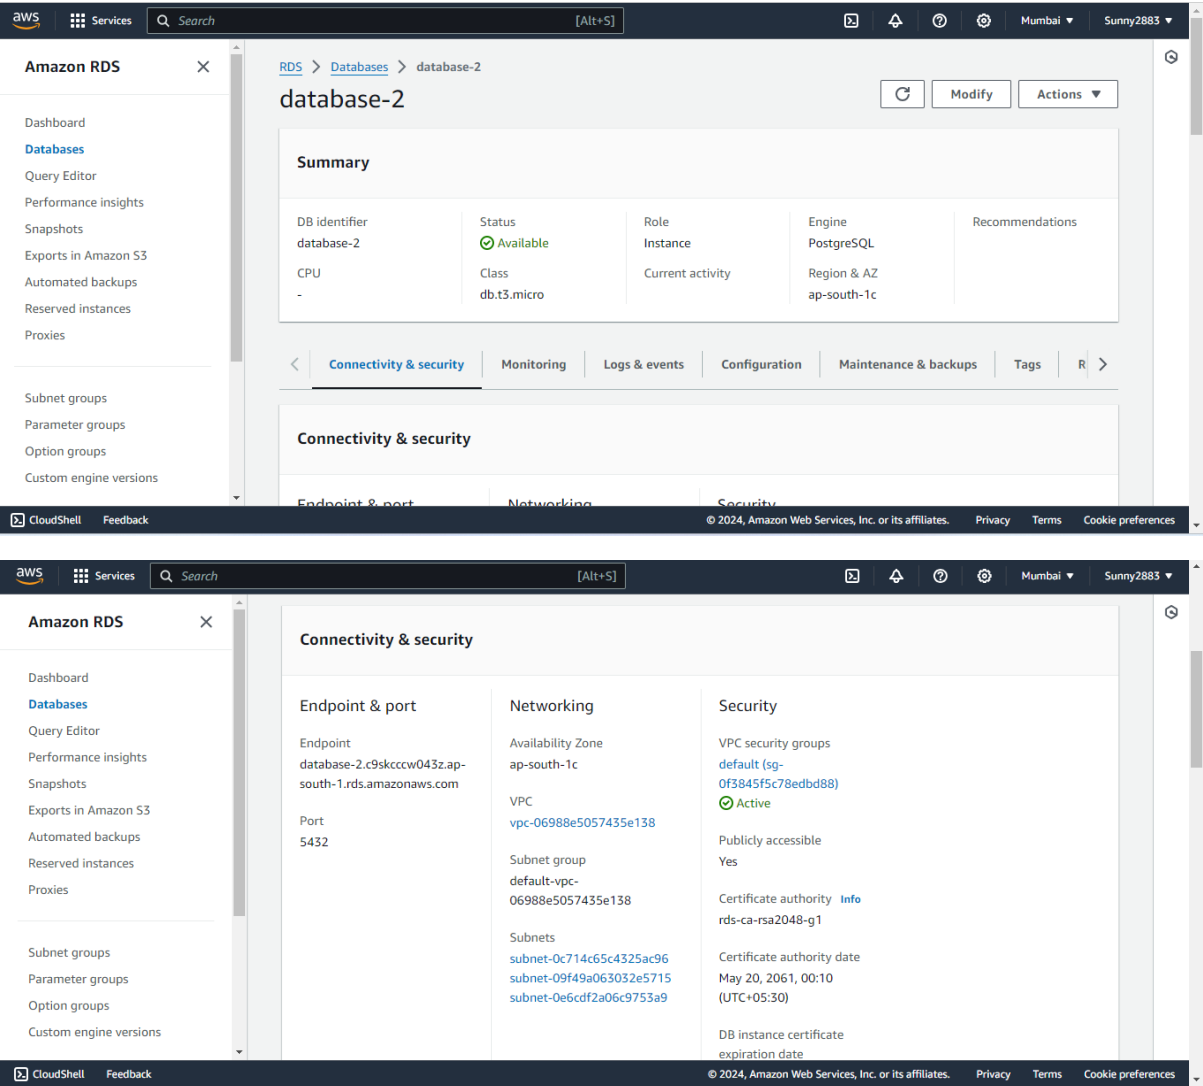 aws Services Search [Alt+S] Mumbai ▼ Sunny2883 ▼
Amazon RDS
Dashboard
Databases
Query Editor
Performance insights
Snapshots
Exports in Amazon S3
Automated backups
Reserved instances
Proxies
Subnet groups
Parameter groups
Option groups
Custom engine versions
RDS > Databases > database-2
database-2
Modify Actions ▼
Summary
DB identifier
database-2
CPU
-
Status
Available
Class
db.t3.micro
Role
Instance
Current activity
Engine
PostgreSQL
Region & AZ
ap-south-1c
Recommendations
Connectivity & security Monitoring Logs & events Configuration Maintenance & backups Tags R
Connectivity & security
Endpoint & port Networking Security
CloudShell Feedback © 2024, Amazon Web Services, Inc. or its affiliates. Privacy Terms Cookie preferences
aws Services Search [Alt+S] Mumbai ▼ Sunny2883 ▼
Amazon RDS
Dashboard
Databases
Query Editor
Performance insights
Snapshots
Exports in Amazon S3
Automated backups
Reserved instances
Proxies
Subnet groups
Parameter groups
Option groups
Custom engine versions
Connectivity & security
Endpoint & port
Endpoint
database-2.c9skcccw043z.ap-
south-1.rds.amazonaws.com
Port
5432
Networking
Availability Zone
ap-south-1c
VPC
vpc-06988e5057435e138
Subnet group
default-vpc-
06988e5057435e138
Subnets
subnet-0c714c65c4325ac96
subnet-09f49a063032e5715
subnet-0e6cdf2a06c9753a9
Security
VPC security groups
default (sg-
0f3845f5c78edbd88)
Active
Publicly accessible
Yes
Certificate authority Info
rds-ca-rsa2048-g1
Certificate authority date
May 20, 2061, 00:10
(UTC+05:30)
DB instance certificate
expiration date
CloudShell Feedback © 2024, Amazon Web Services, Inc. or its affiliates. Privacy Terms Cookie preferences